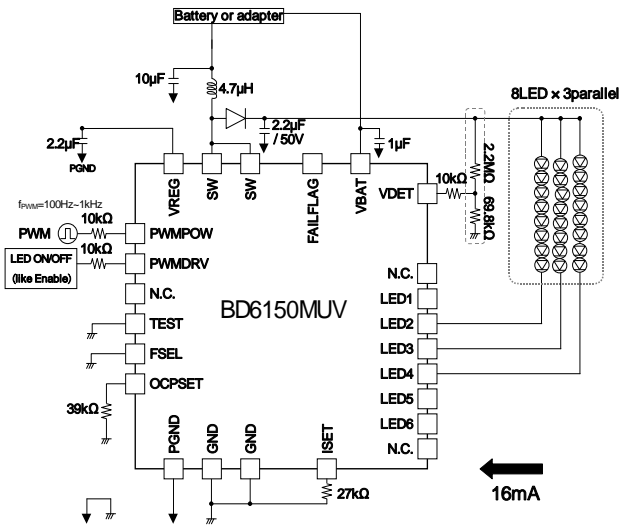 Battery or adapter
10µF
4.7µH
8LED × 3parallel
2.2µF
/ 50V
2.2µF
PGND
1µF
2.2MΩ
69.8kΩ
10kΩ
VREG
SW
SW
FAILFLAG
VBAT
VDET
fPWM=100Hz~1kHz
10kΩ
PWM
PWMPOW
10kΩ
LED ON/OFF
(like Enable)
PWMDRV
N.C.
N.C.
LED1
BD6150MUV
TEST
LED2
FSEL
LED3
OCPSET
LED4
39kΩ
LED5
LED6
N.C.
PGND
GND
GND
ISET
27kΩ
16mA